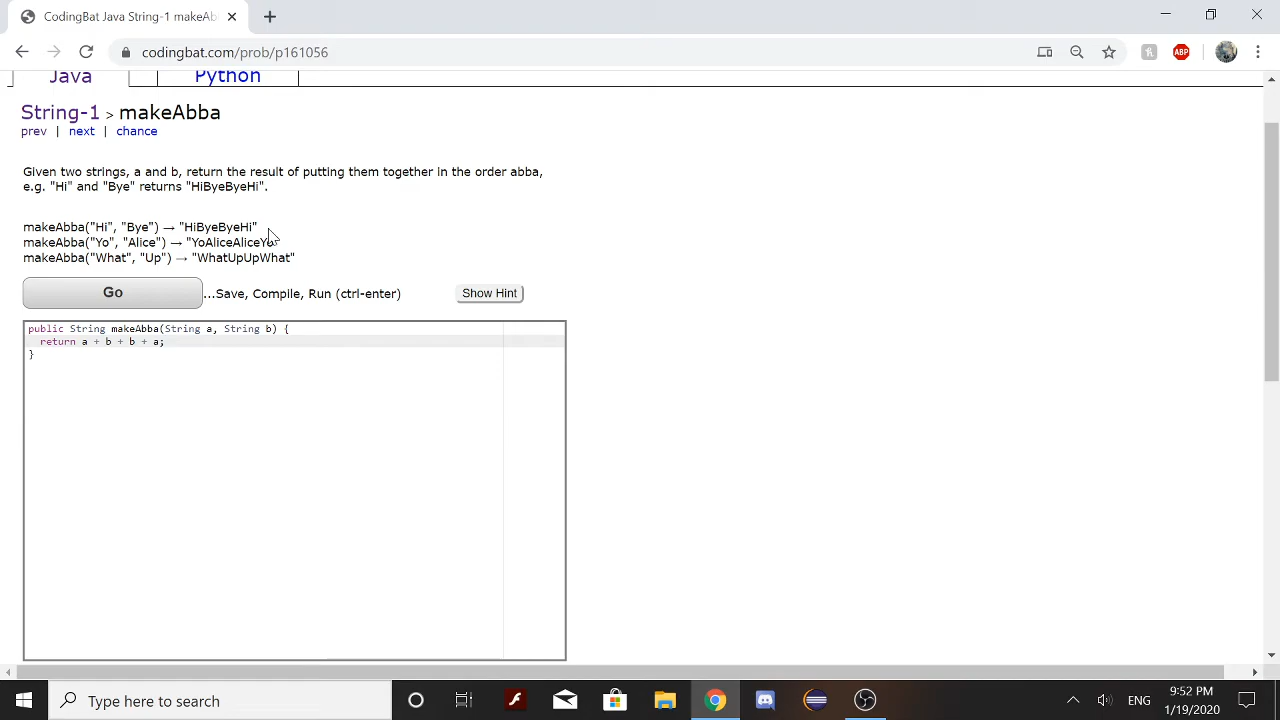 CodingBat Java String-1 makeAb
codingbat.com/prob/p161056
ABP
Java
Python
String-1 > makeAbba
prev | next | chance
Given two strings, a and b, return the result of putting them together in the order abba,
e.g. "Hi" and "Bye" returns "HiByeByeHi".
makeAbba("Hi", "Bye") → "HiByeByeHi"
makeAbba("Yo", "Alice") → "YoAliceAliceYo"
makeAbba("What", "Up") → "WhatUpUpWhat"
Go
...Save, Compile, Run (ctrl-enter)
Show Hint
public String makeAbba(String a, String b) {
return a + b + b + a;
}
Type here to search
ENG
9:52 PM
1/19/2020